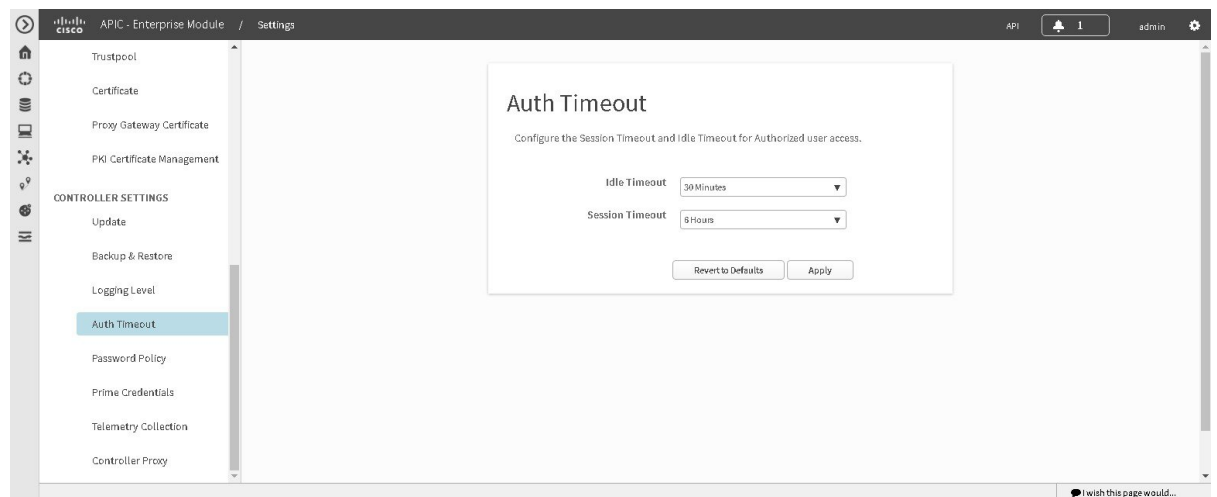 CISCO APIC - Enterprise Module / Settings API 1 admin
Trustpool
Certificate
Proxy Gateway Certificate
PKI Certificate Management
CONTROLLER SETTINGS
Update
Backup & Restore
Logging Level
Auth Timeout
Password Policy
Prime Credentials
Telemetry Collection
Controller Proxy
Auth Timeout
Configure the Session Timeout and Idle Timeout for Authorized user access.
Idle Timeout 30 Minutes
Session Timeout 6 Hours
Revert to Defaults Apply
I wish this page would...